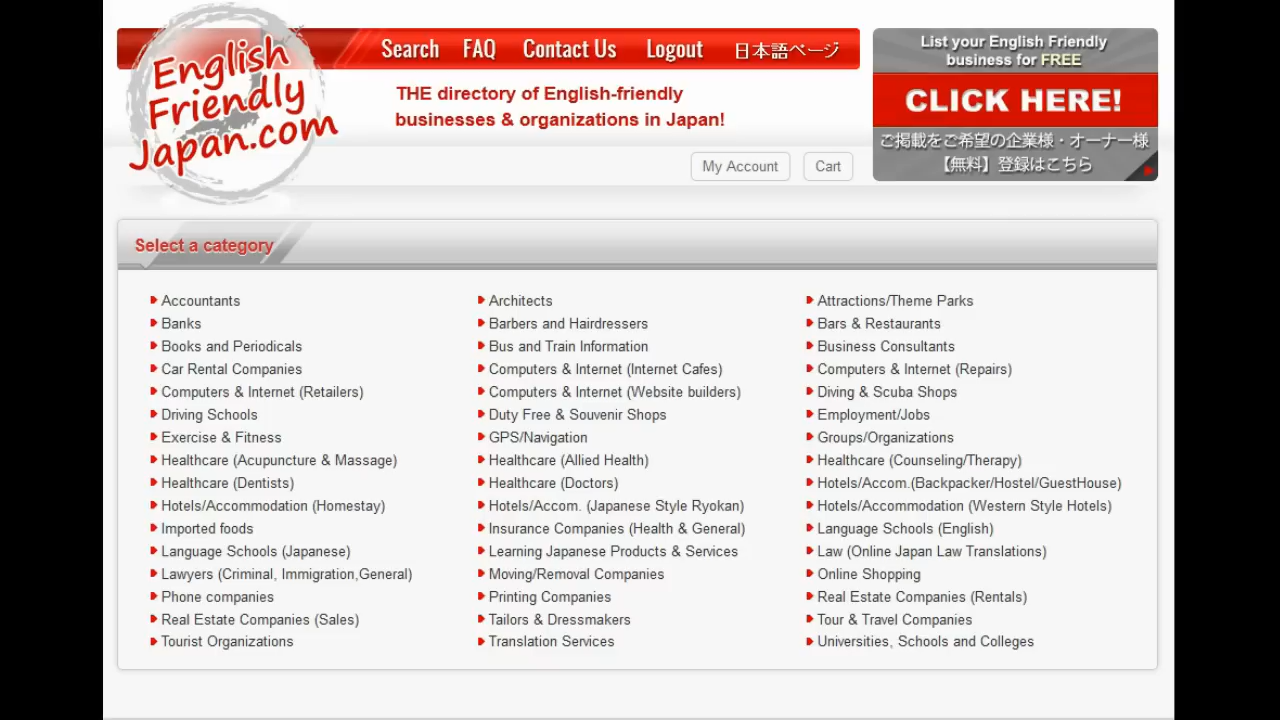 English
Friendly
Japan.com
Search FAQ Contact Us Logout 日本語ページ
THE directory of English-friendly
businesses & organizations in Japan!
My Account Cart
List your English Friendly
business for FREE
CLICK HERE!
ご掲載をご希望の企業様・オーナー様
【無料】登録はこちら
Select a category
Accountants Architects Attractions/Theme Parks
Banks Barbers and Hairdressers Bars & Restaurants
Books and Periodicals Bus and Train Information Business Consultants
Car Rental Companies Computers & Internet (Internet Cafes) Computers & Internet (Repairs)
Computers & Internet (Retailers) Computers & Internet (Website builders) Diving & Scuba Shops
Driving Schools Duty Free & Souvenir Shops Employment/Jobs
Exercise & Fitness GPS/Navigation Groups/Organizations
Healthcare (Acupuncture & Massage) Healthcare (Allied Health) Healthcare (Counseling/Therapy)
Healthcare (Dentists) Healthcare (Doctors) Hotels/Accom.(Backpacker/Hostel/GuestHouse)
Hotels/Accommodation (Homestay) Hotels/Accom. (Japanese Style Ryokan) Hotels/Accommodation (Western Style Hotels)
Imported foods Insurance Companies (Health & General) Language Schools (English)
Language Schools (Japanese) Learning Japanese Products & Services Law (Online Japan Law Translations)
Lawyers (Criminal, Immigration,General) Moving/Removal Companies Online Shopping
Phone companies Printing Companies Real Estate Companies (Rentals)
Real Estate Companies (Sales) Tailors & Dressmakers Tour & Travel Companies
Tourist Organizations Translation Services Universities, Schools and Colleges